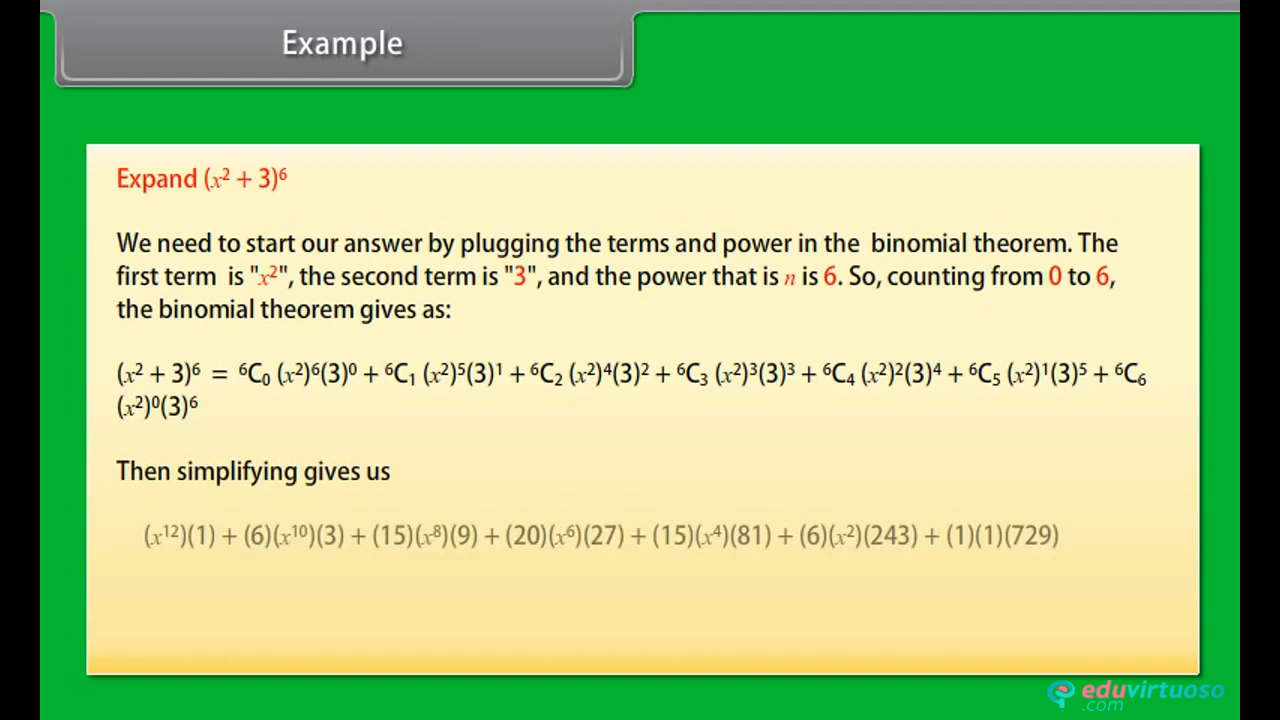 Example
Expand (x² + 3)⁶
We need to start our answer by plugging the terms and power in the binomial theorem. The
first term is "x²", the second term is "3", and the power that is n is 6. So, counting from 0 to 6,
the binomial theorem gives as:
(x² + 3)⁶ = ⁶C₀ (x²)⁶(3)⁰ + ⁶C₁ (x²)⁵(3)¹ + ⁶C₂ (x²)⁴(3)² + ⁶C₃ (x²)³(3)³ + ⁶C₄ (x²)²(3)⁴ + ⁶C₅ (x²)¹(3)⁵ + ⁶C₆
(x²)⁰(3)⁶
Then simplifying gives us
(x¹²)(1) + (6)(x¹⁰)(3) + (15)(x⁸)(9) + (20)(x⁶)(27) + (15)(x⁴)(81) + (6)(x²)(243) + (1)(1)(729)
eduvirtuoso
.com